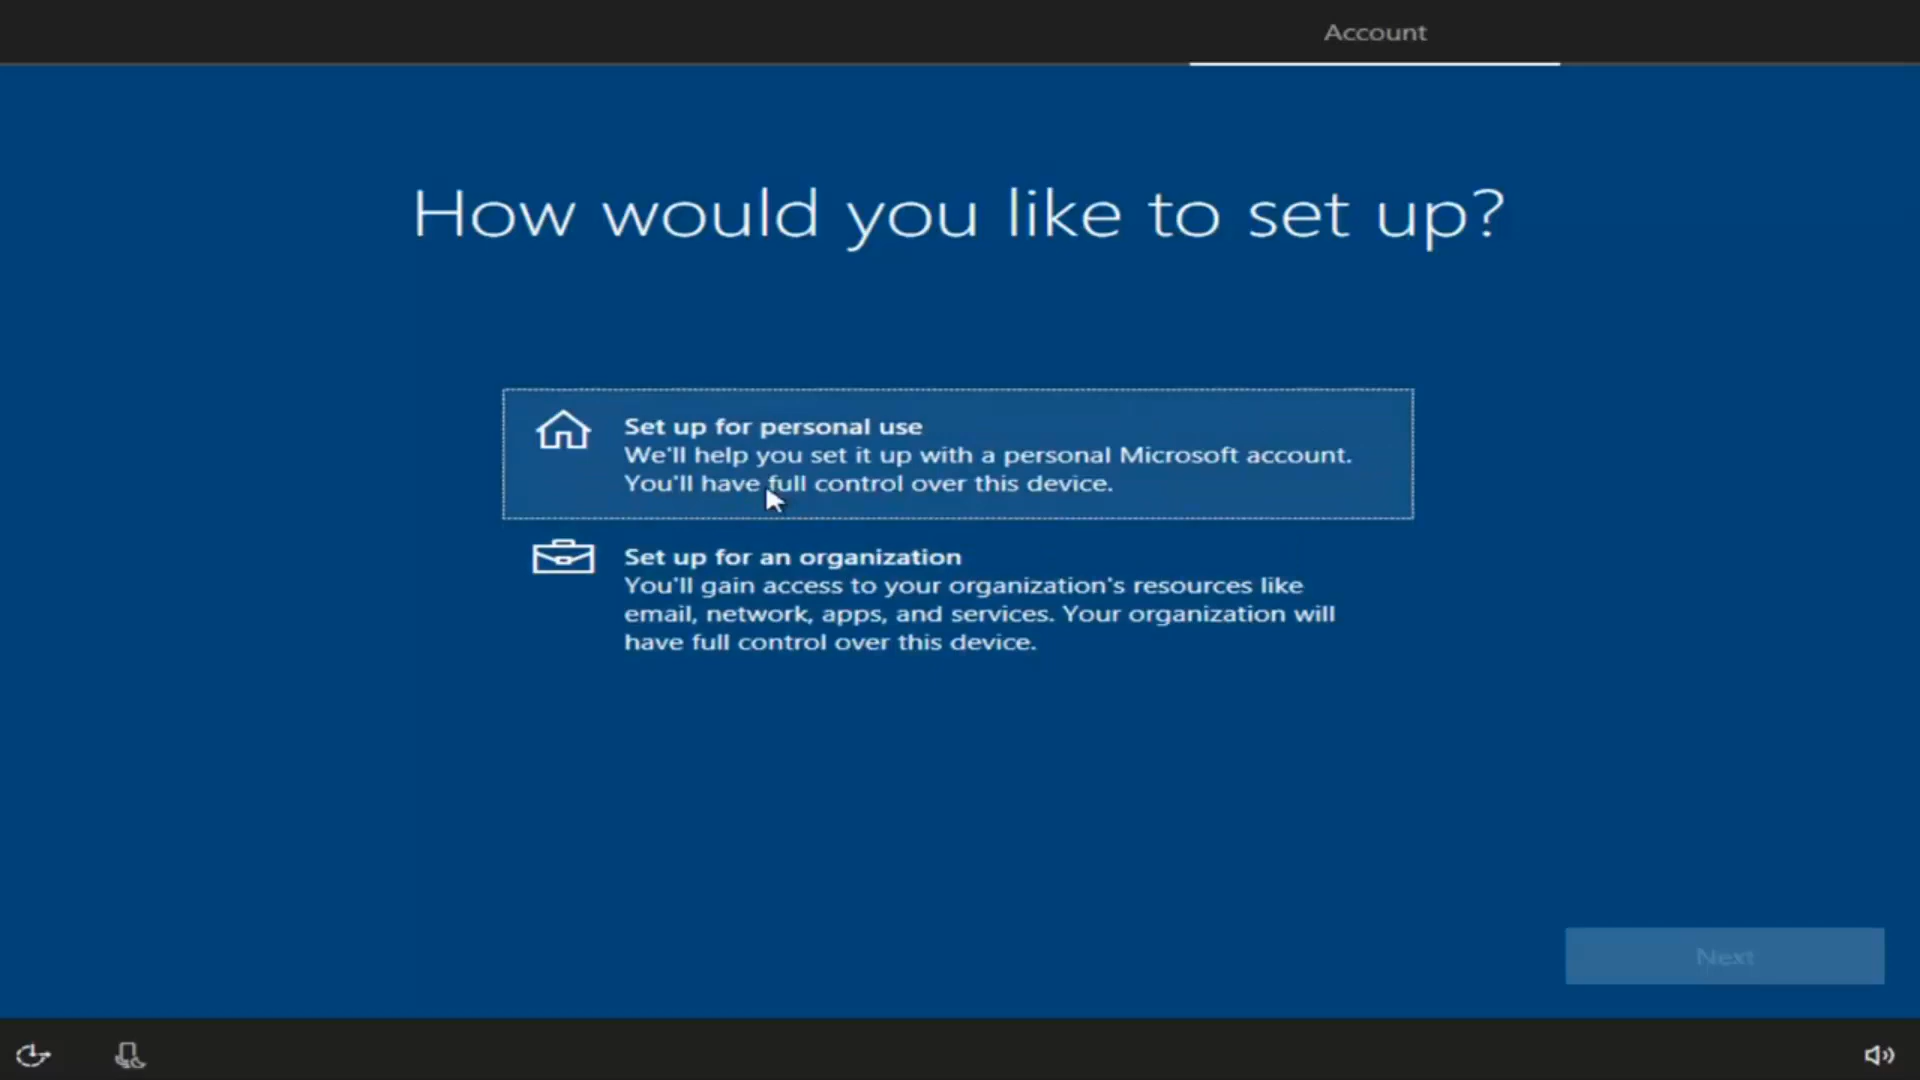 Account
How would you like to set up?
Set up for personal use
We'll help you set it up with a personal Microsoft account.
You'll have full control over this device.
Set up for an organization
You'll gain access to your organization's resources like
email, network, apps, and services. Your organization will
have full control over this device.
Next